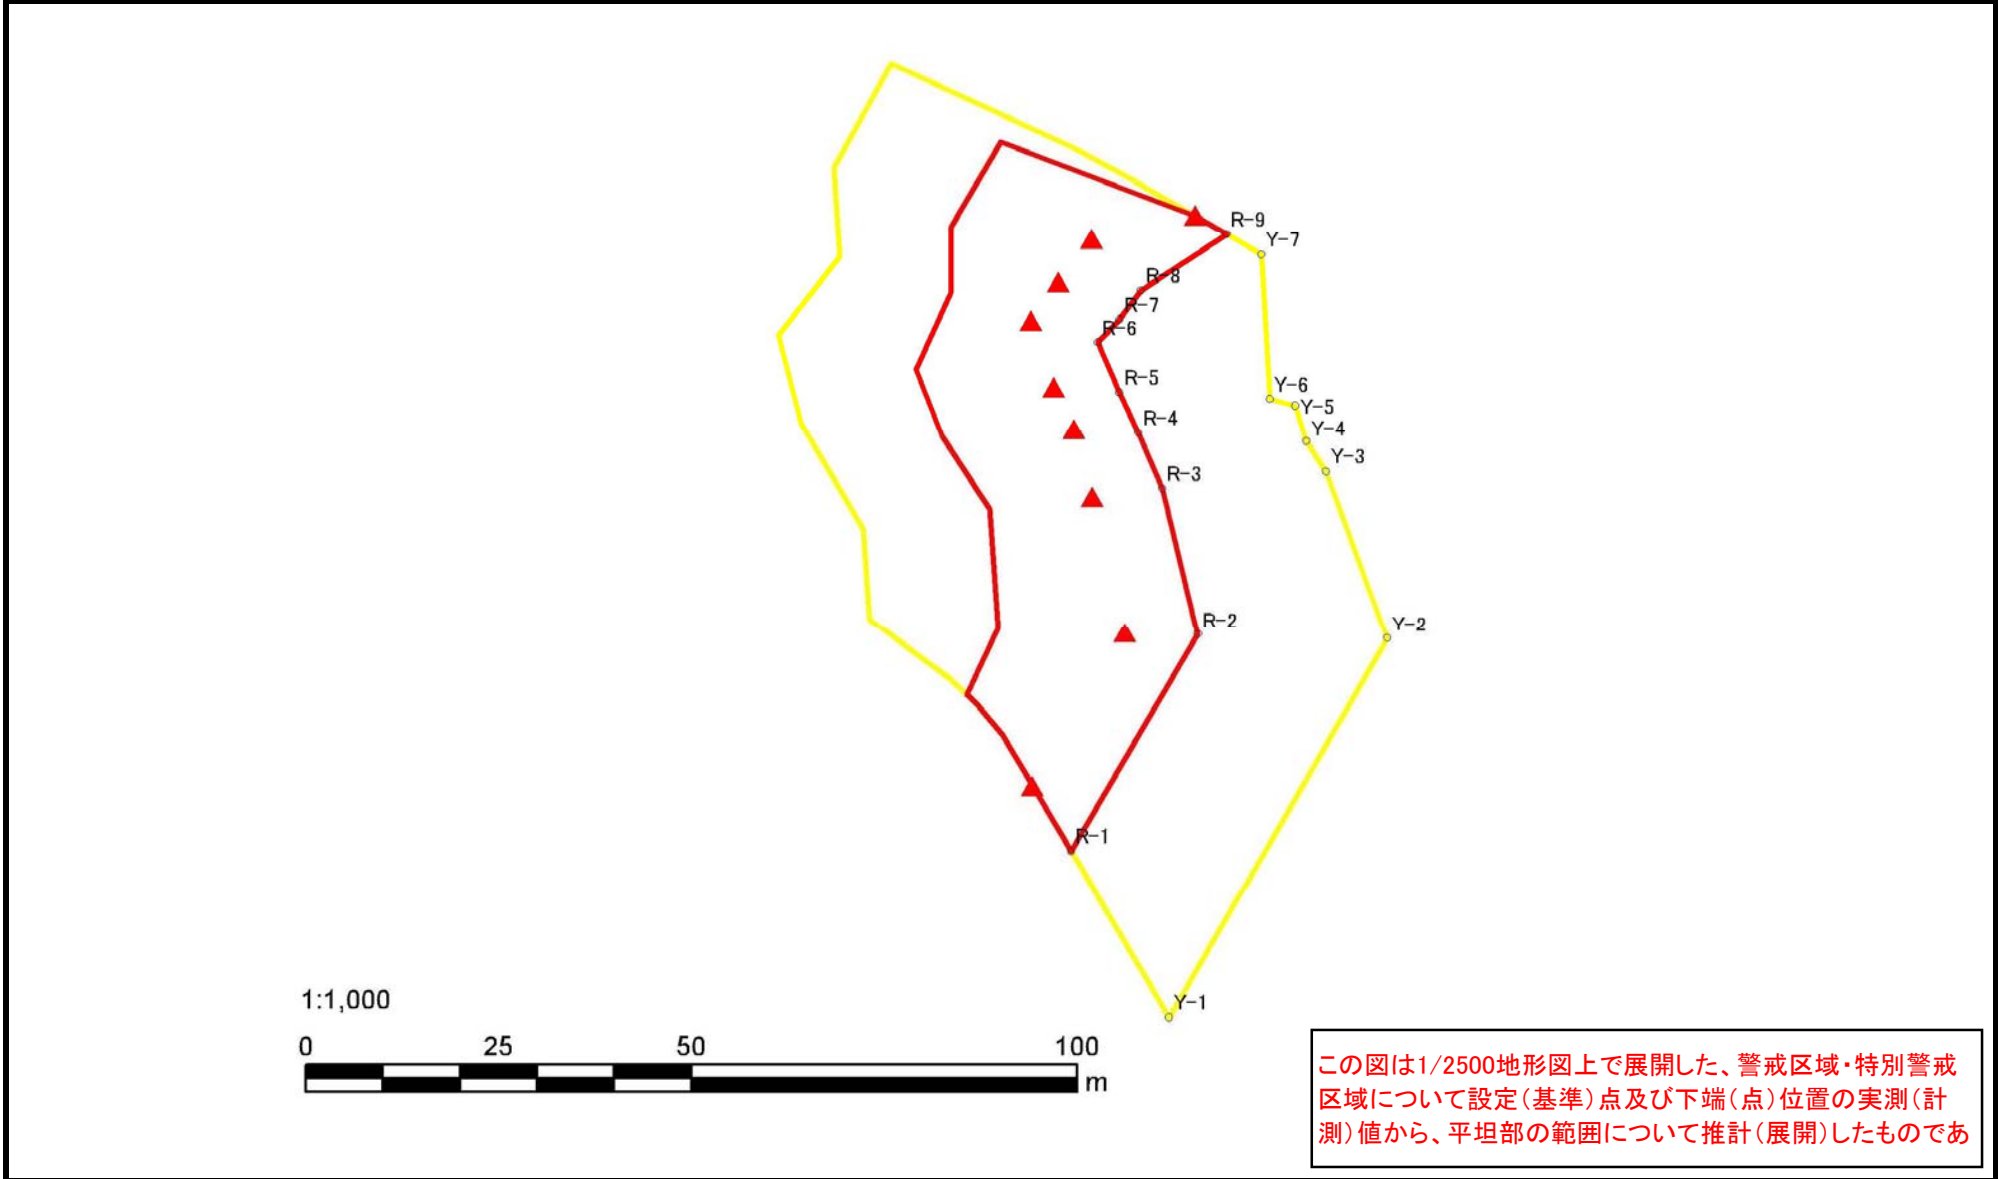 R-9
Y-7
R-8
R-7
R-6
R-5
Y-6
Y-5
R-4
Y-4
Y-3
R-3
R-2
Y-2
R-1
Y-1
1:1,000
0 25 50 100
m
この図は1/2500地形図上で展開した、警戒区域・特別警戒
区域について設定(基準)点及び下端(点)位置の実測(計
測)値から、平坦部の範囲について推計(展開)したものであ